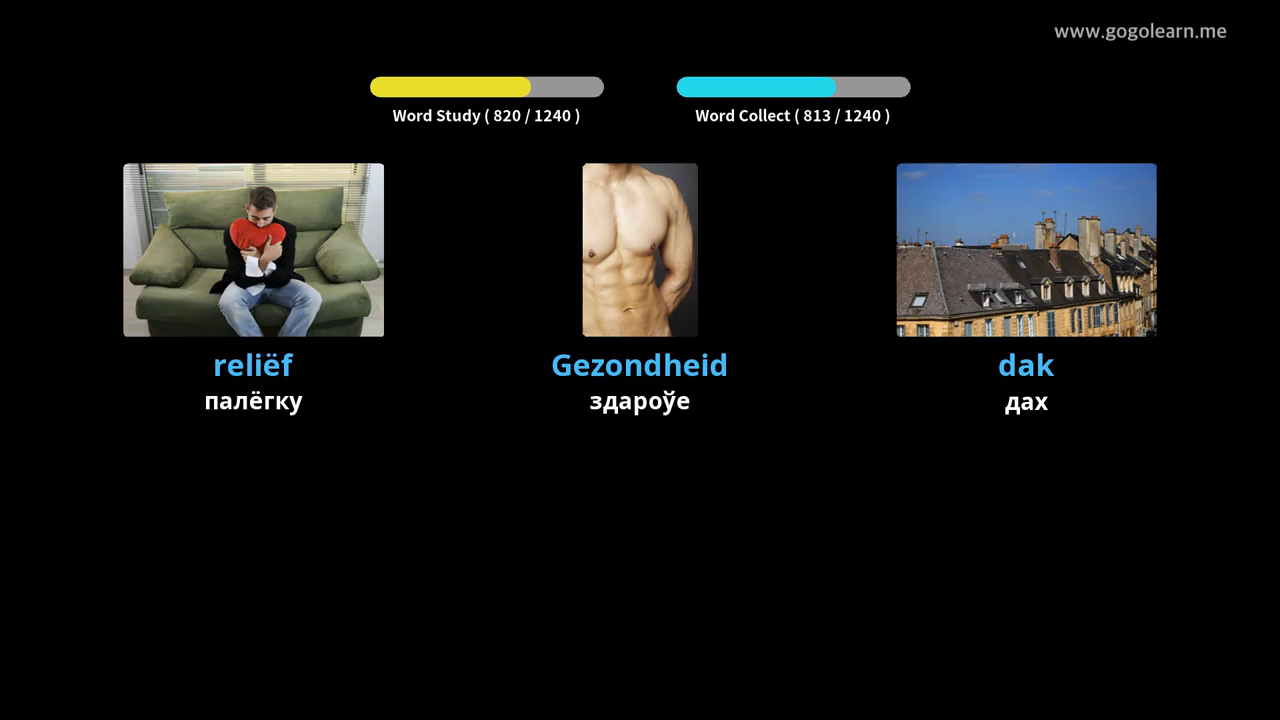 www.gogolearn.me
Word Study ( 820 / 1240 )
Word Collect ( 813 / 1240 )
reliëf
палёгку
Gezondheid
здароўе
dak
дах